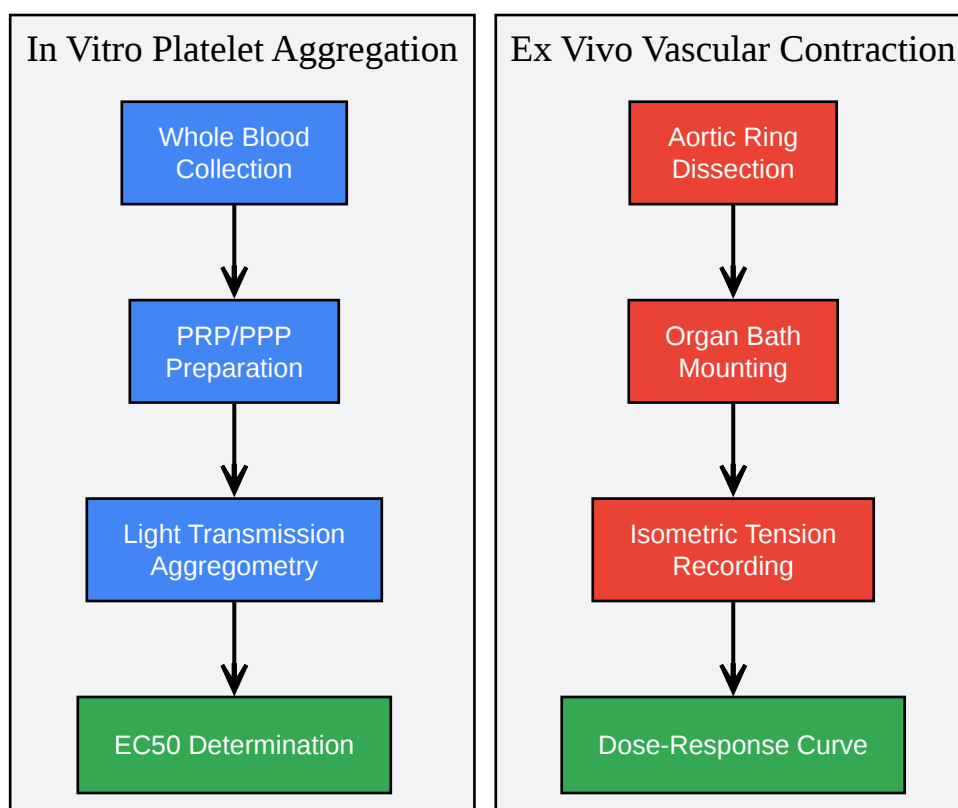 In Vitro Platelet Aggregation
Whole Blood
Collection
PRP/PPP
Preparation
Light Transmission
Aggregometry
EC50 Determination
Ex Vivo Vascular Contraction
Aortic Ring
Dissection
Organ Bath
Mounting
Isometric Tension
Recording
Dose-Response Curve